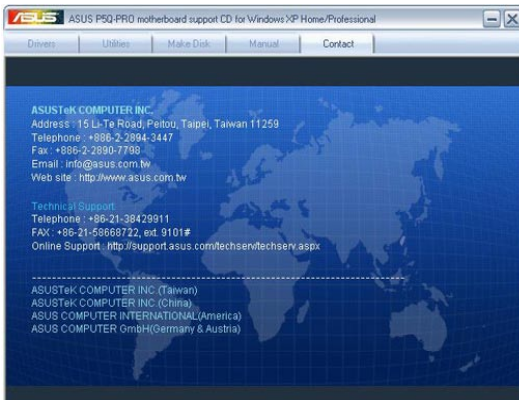 ASUS ASUS P5Q-PRO motherboard support CD for Windows XP Home/Professional
Drivers Utilities Make Disk Manual Contact
ASUSTeK COMPUTER INC.
Address : 15 Li-Te Road, Peitou, Taipei, Taiwan 11259
Telephone : +886-2-2894-3447
Fax : +886-2-2890-7798
Email : info@asus.com.tw
Web site : http://www.asus.com.tw
Technical Support
Telephone : +86-21-38429911
FAX : +86-21-58668722, ext. 9101#
Online Support : http://support.asus.com/techserv/techserv.aspx
ASUSTeK COMPUTER INC.(Taiwan)
ASUSTeK COMPUTER INC.(China)
ASUS COMPUTER INTERNATIONAL(America)
ASUS COMPUTER GmbH(Germany & Austria)